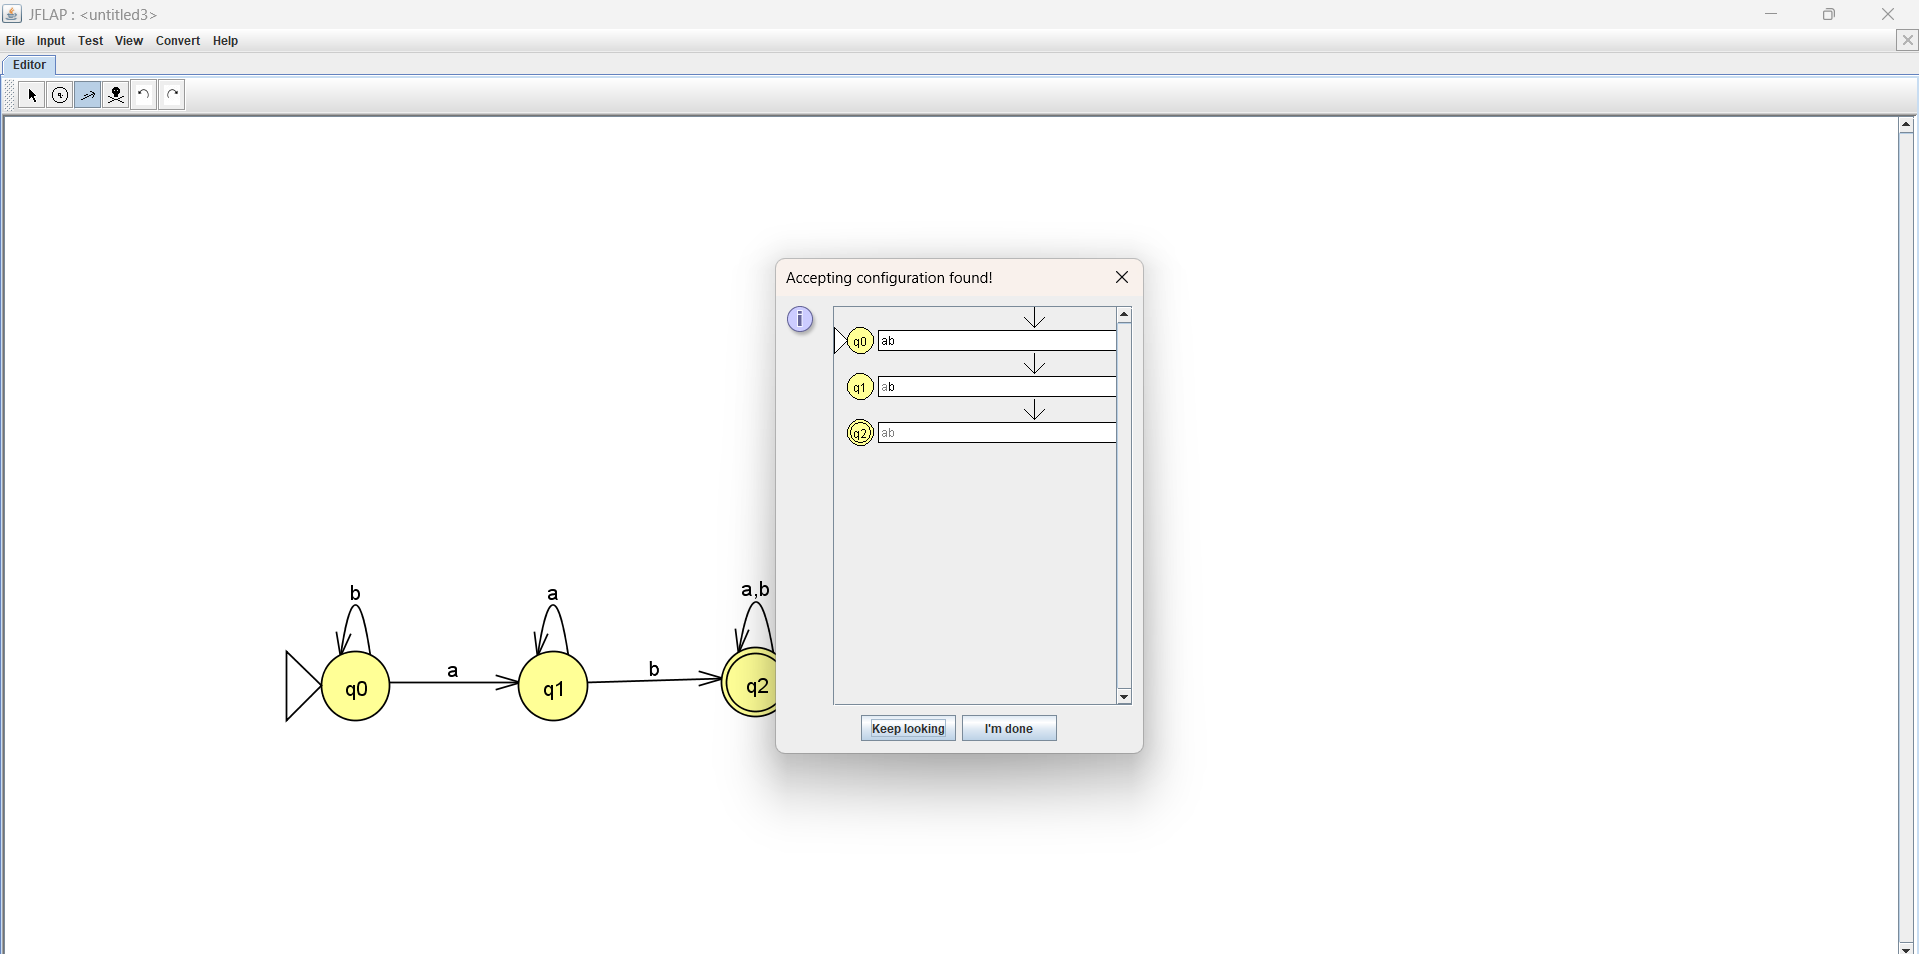 JFLAP : <untitled3>
File Input Test View Convert Help
Editor
Accepting configuration found!
i
q0 ab
q1 ab
q2 ab
Keep looking I'm done
b a a,b
a b
q0 q1 q2